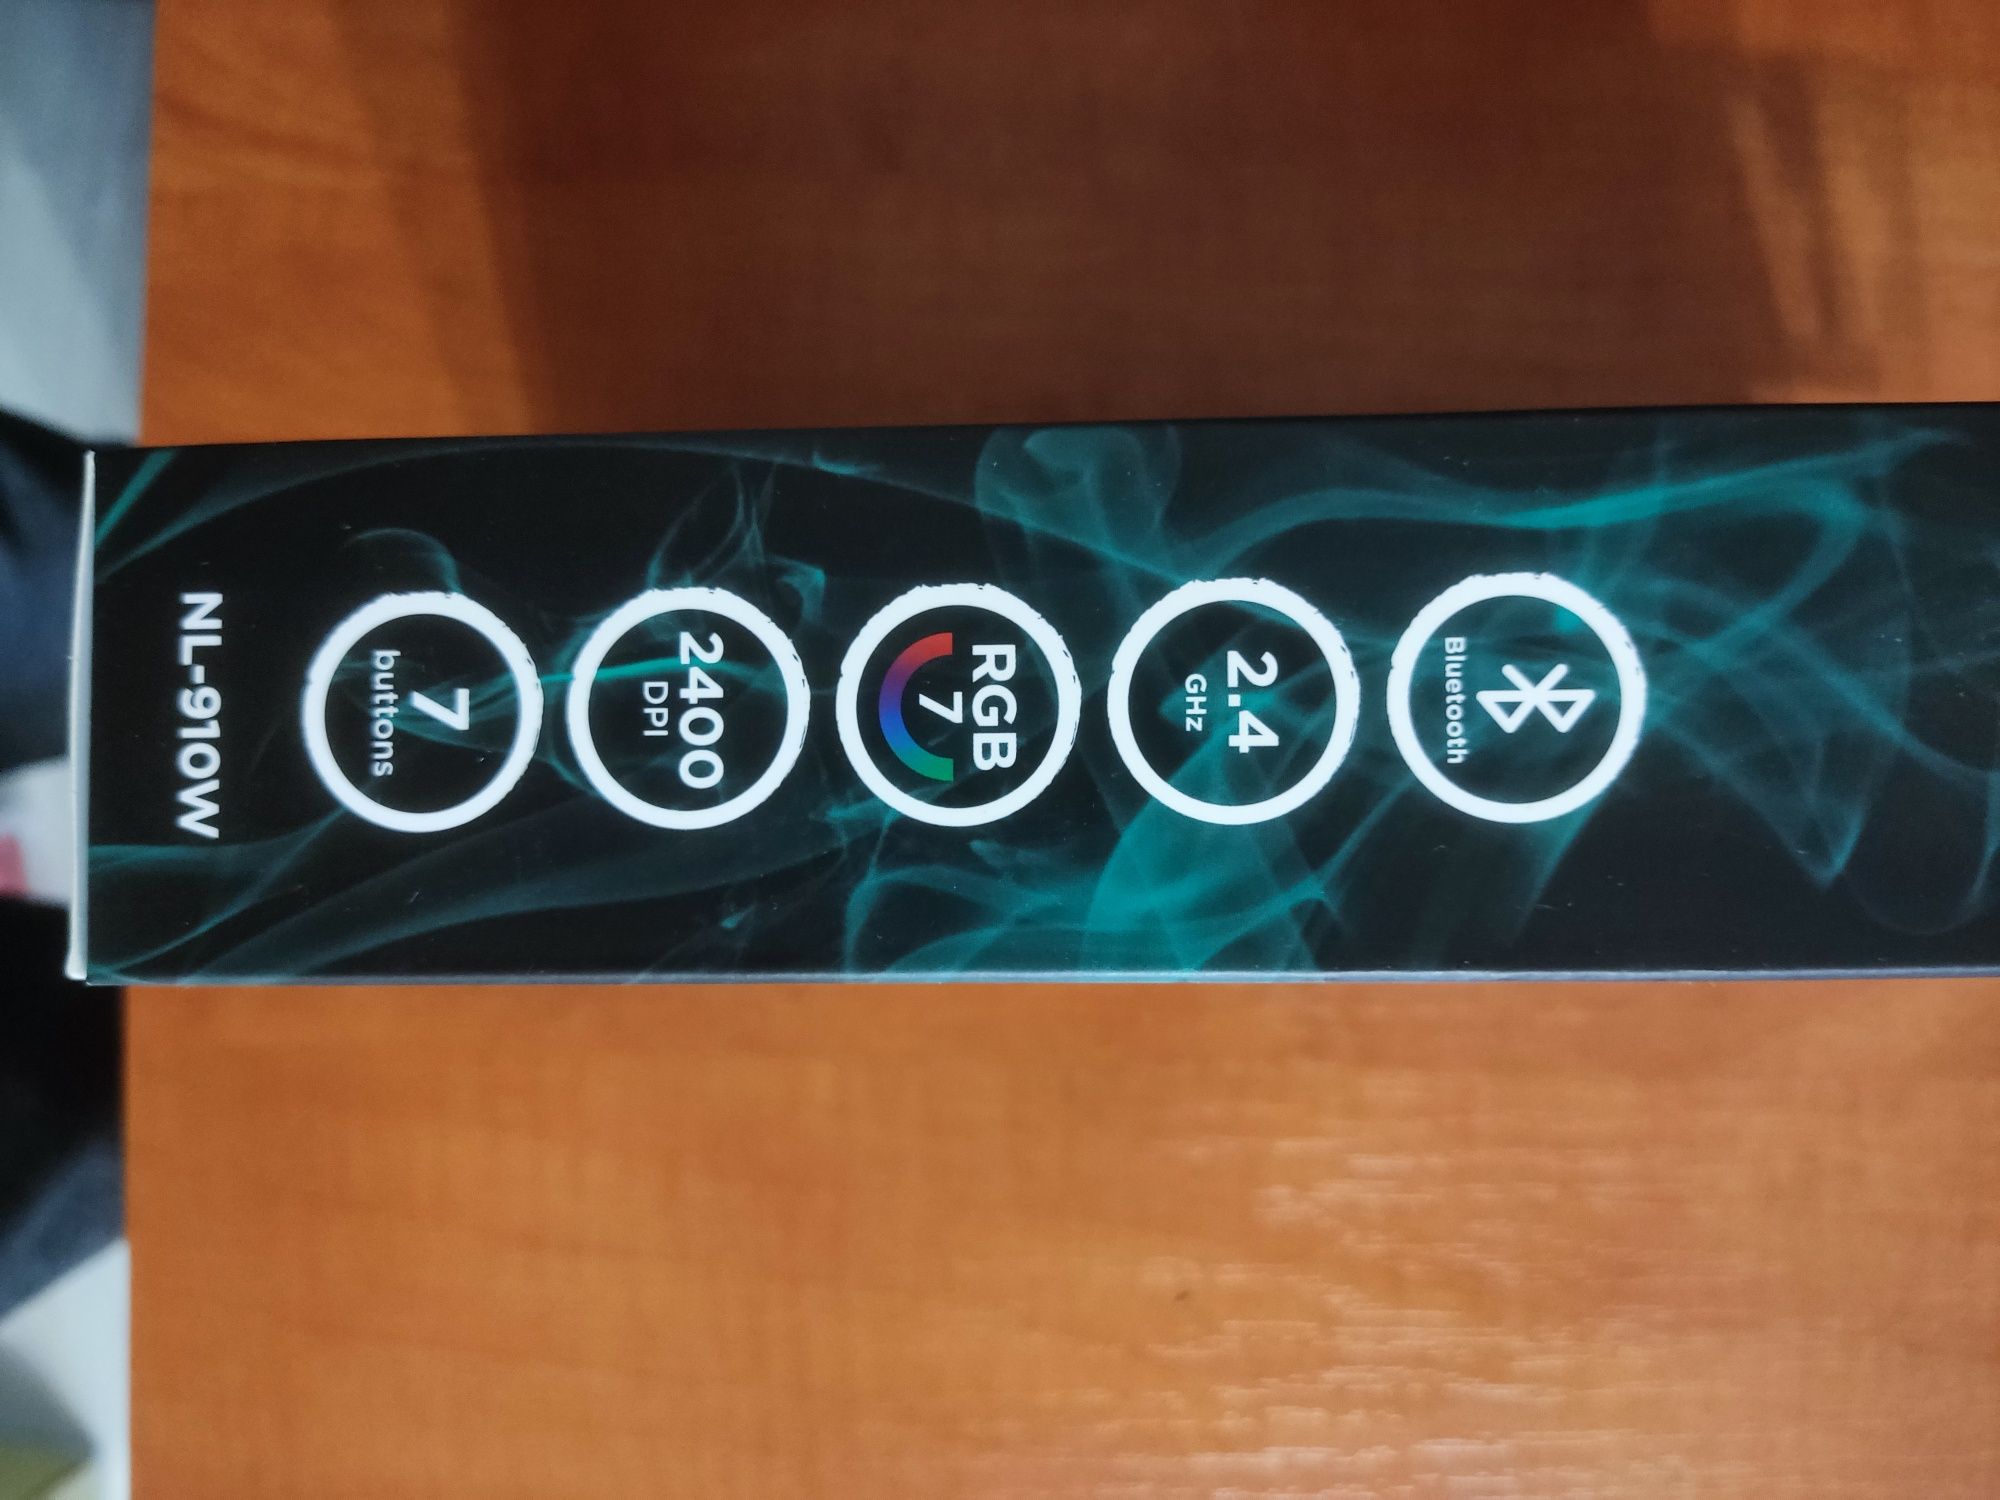 Bluetooth
2.4
GHz
RGB
7
2400
DPI
7
buttons
NL-910W